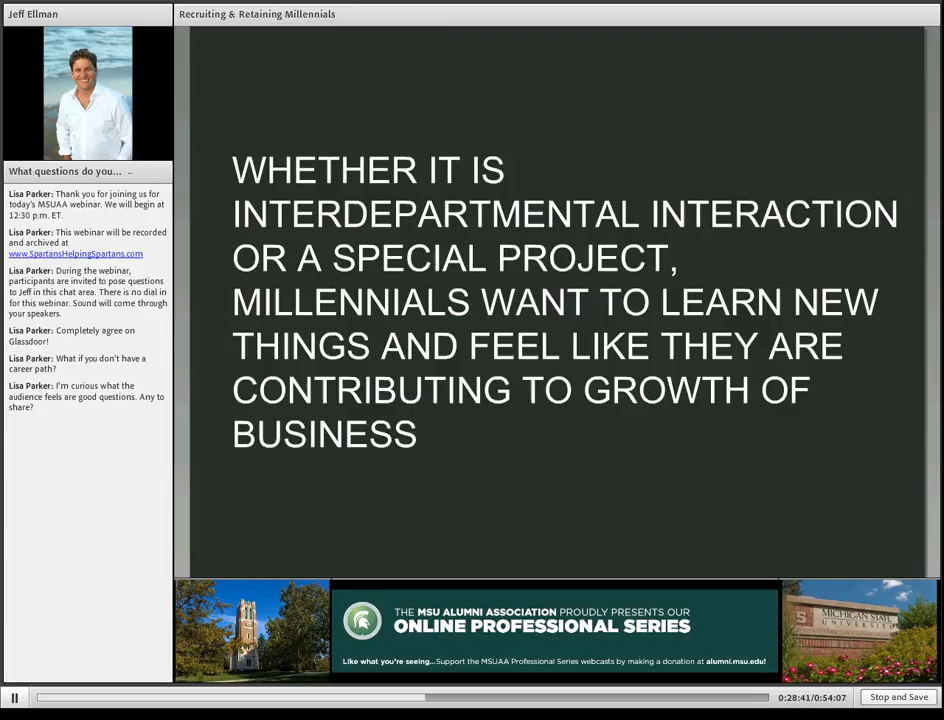 Jeff Ellman
Recruiting & Retaining Millennials
What questions do you...
Lisa Parker: Thank you for joining us for
today's MSUAA webinar. We will begin at
12:30 p.m. ET.
Lisa Parker: This webinar will be recorded
and archived at
www.SpartansHelpingSpartans.com
Lisa Parker: During the webinar,
participants are invited to pose questions
to Jeff in this chat area. There is no dial in
for this webinar. Sound will come through
your speakers.
Lisa Parker: Completely agree on
Glassdoor!
Lisa Parker: What if you don't have a
career path?
Lisa Parker: I'm curious what the
audience feels are good questions. Any to
share?
WHETHER IT IS
INTERDEPARTMENTAL INTERACTION
OR A SPECIAL PROJECT,
MILLENNIALS WANT TO LEARN NEW
THINGS AND FEEL LIKE THEY ARE
CONTRIBUTING TO GROWTH OF
BUSINESS
THE MSU ALUMNI ASSOCIATION PROUDLY PRESENTS OUR
ONLINE PROFESSIONAL SERIES
Like what you're seeing...Support the MSUAA Professional Series webcasts by making a donation at alumni.msu.edu!
S
MICHIGAN STATE
UNIVERSITY
0:28:41/0:54:07
Stop and Save